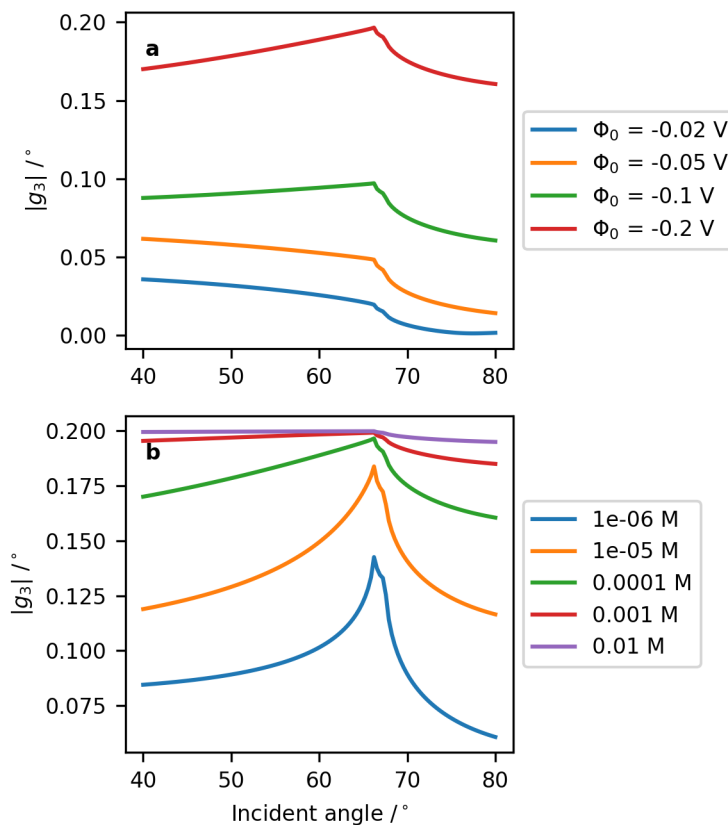 a
0.20
0.15
0.10
0.05
0.00
|g₃| /°
40 50 60 70 80
Φ₀ = -0.02 V
Φ₀ = -0.05 V
Φ₀ = -0.1 V
Φ₀ = -0.2 V
b
0.200
0.175
0.150
0.125
0.100
0.075
|g₃| /°
40 50 60 70 80
Incident angle /°
1e-06 M
1e-05 M
0.0001 M
0.001 M
0.01 M